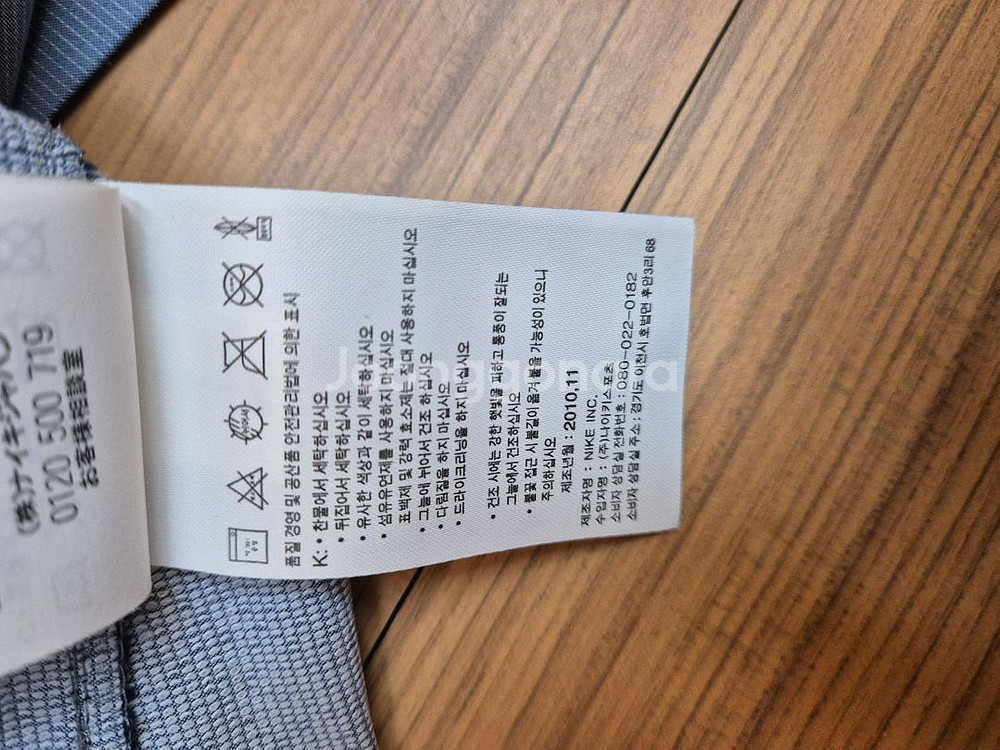 (株)ナイキジャパン
0120 500 719
お客様相談室
품질 경영 및 공산품 안전관리법에 의한 표시
K: • 찬물에서 세탁하십시오
• 뒤집어서 세탁하십시오
• 유사한 색상과 같이 세탁하십시오
• 섬유유연제를 사용하지 마십시오
표백제 및 강력 효소제는 절대 사용하지 마십시오
• 그늘에 뉘어서 건조 하십시오
• 다림질을 하지 마십시오
• 드라이크리닝을 하지 마십시오
• 건조 시에는 강한 햇빛을 피하고 통풍이 잘되는
그늘에서 건조하십시오
• 불꽃 접근 시 불길이 옮겨 붙을 가능성이 있으니
주의하십시오
제조년월 : 2010,11
제조자명 : NIKE INC.
수입자명 : (주)나이키스포츠
소비자 상담실 전화번호 : 080-022-0182
소비자 상담실 주소 : 경기도 이천시 호법면 후안3리 68
Joonggonara